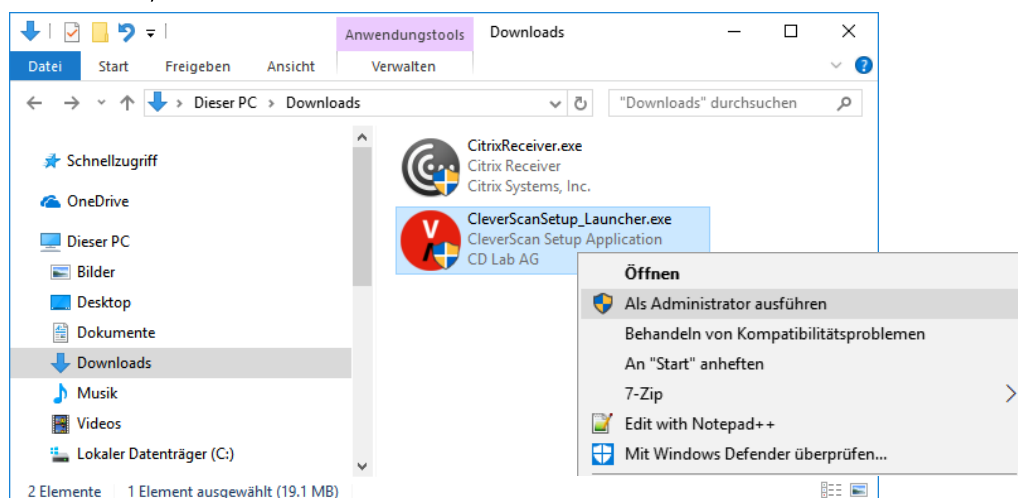 Anwendungstools
Downloads
Datei
Start
Freigeben
Ansicht
Verwalten
Dieser PC
Downloads
"Downloads" durchsuchen
Schnellzugriff
OneDrive
Dieser PC
Bilder
Desktop
Dokumente
Downloads
Musik
Videos
Lokaler Datenträger (C:)
CitrixReceiver.exe
Citrix Receiver
Citrix Systems, Inc.
CleverScanSetup_Launcher.exe
CleverScan Setup Application
CD Lab AG
Öffnen
Als Administrator ausführen
Behandeln von Kompatibilitätsproblemen
An "Start" anheften
7-Zip
Edit with Notepad++
Mit Windows Defender überprüfen...
2 Elemente
1 Element ausgewählt (19.1 MB)